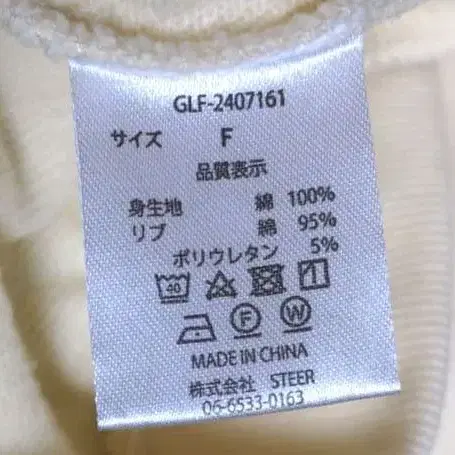 GLF-2407161
サイズ F
品質表示
身生地 綿 100%
リブ 綿 95%
ポリウレタン 5%
40
F W
MADE IN CHINA
株式会社 STEER
06-6533-0163